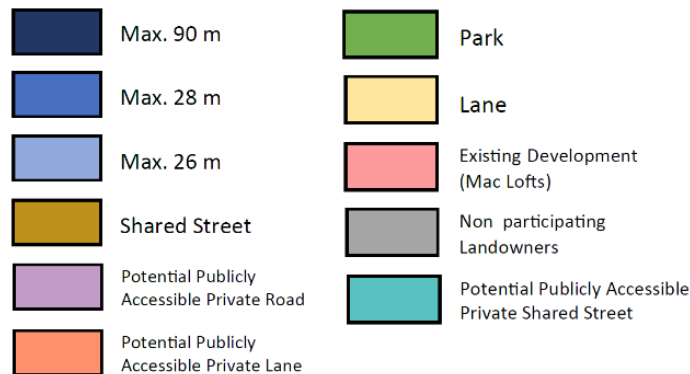 Max. 90 m
Max. 28 m
Max. 26 m
Shared Street
Potential Publicly
Accessible Private Road
Potential Publicly
Accessible Private Lane
Park
Lane
Existing Development
(Mac Lofts)
Non participating
Landowners
Potential Publicly Accessible
Private Shared Street